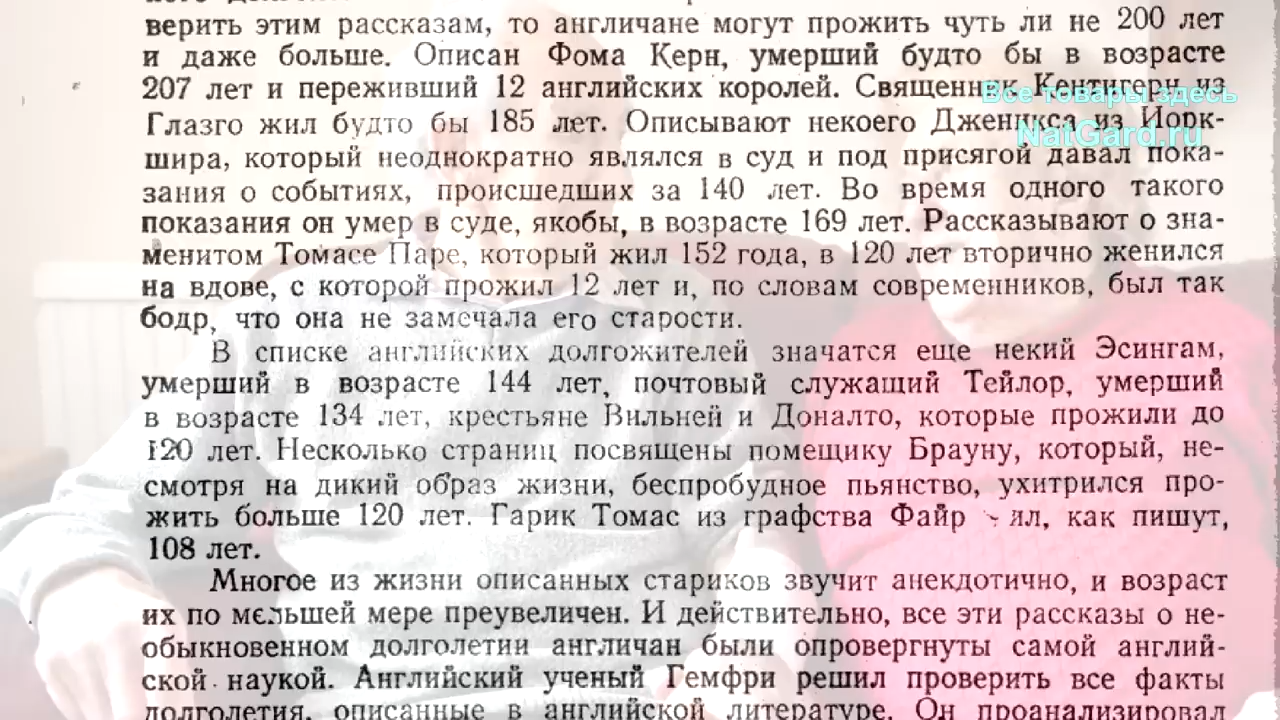 верить этим рассказам, то англичане могут прожить чуть ли не 200 лет
и даже больше. Описан Фома Керн, умерший будто бы в возрасте
207 лет и переживший 12 английских королей. Священник Кентигерн из
Все товары здесь
Глазго жил будто бы 185 лет. Описывают некоего Дженикса из Йорк-
NatGard.ru
шира, который неоднократно являлся в суд и под присягой давал пока-
зания о событиях, происшедших за 140 лет. Во время одного такого
показания он умер в суде, якобы, в возрасте 169 лет. Рассказывают о зна-
менитом Томасе Паре, который жил 152 года, в 120 лет вторично женился
на вдове, с которой прожил 12 лет и, по словам современников, был так
бодр, что она не замечала его старости.
В списке английских долгожителей значатся еще некий Эсингам,
умерший в возрасте 144 лет, почтовый служащий Тейлор, умерший
в возрасте 134 лет, крестьяне Вильней и Доналто, которые прожили до
120 лет. Несколько страниц посвящены помещику Брауну, который, не-
смотря на дикий образ жизни, беспробудное пьянство, ухитрился про-
жить больше 120 лет. Гарик Томас из графства Файр ил, как пишут,
108 лет.
Многое из жизни описанных стариков звучит анекдотично, и возраст
их по меньшей мере преувеличен. И действительно, все эти рассказы о не-
обыкновенном долголетии англичан были опровергнуты самой англий-
ской наукой. Английский ученый Гемфри решил проверить все факты
долголетия, описанные в английской литературе. Он проанализировал